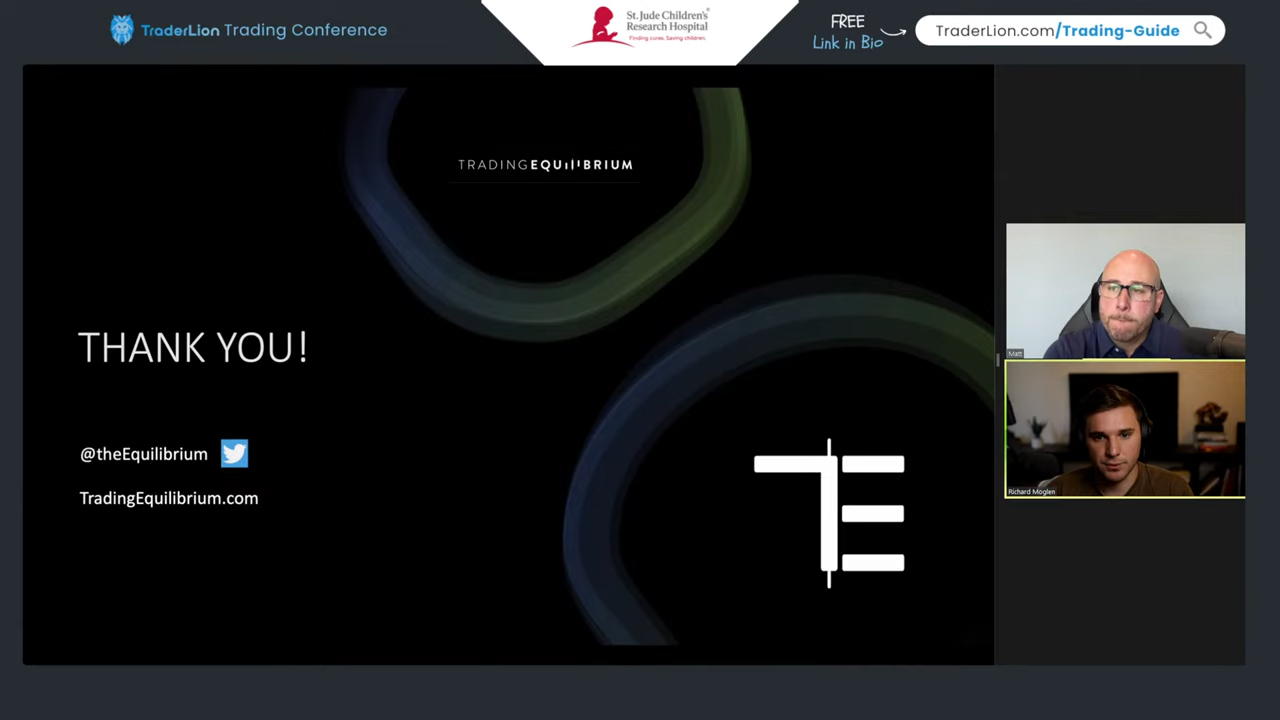 TraderLion Trading Conference
St. Jude Children's
Research Hospital
Finding cures. Saving children.
FREE
Link in Bio
TraderLion.com/Trading-Guide
TRADINGEQUILIBRIUM
THANK YOU!
@theEquilibrium
TradingEquilibrium.com
TE
Matt
Richard Moglen